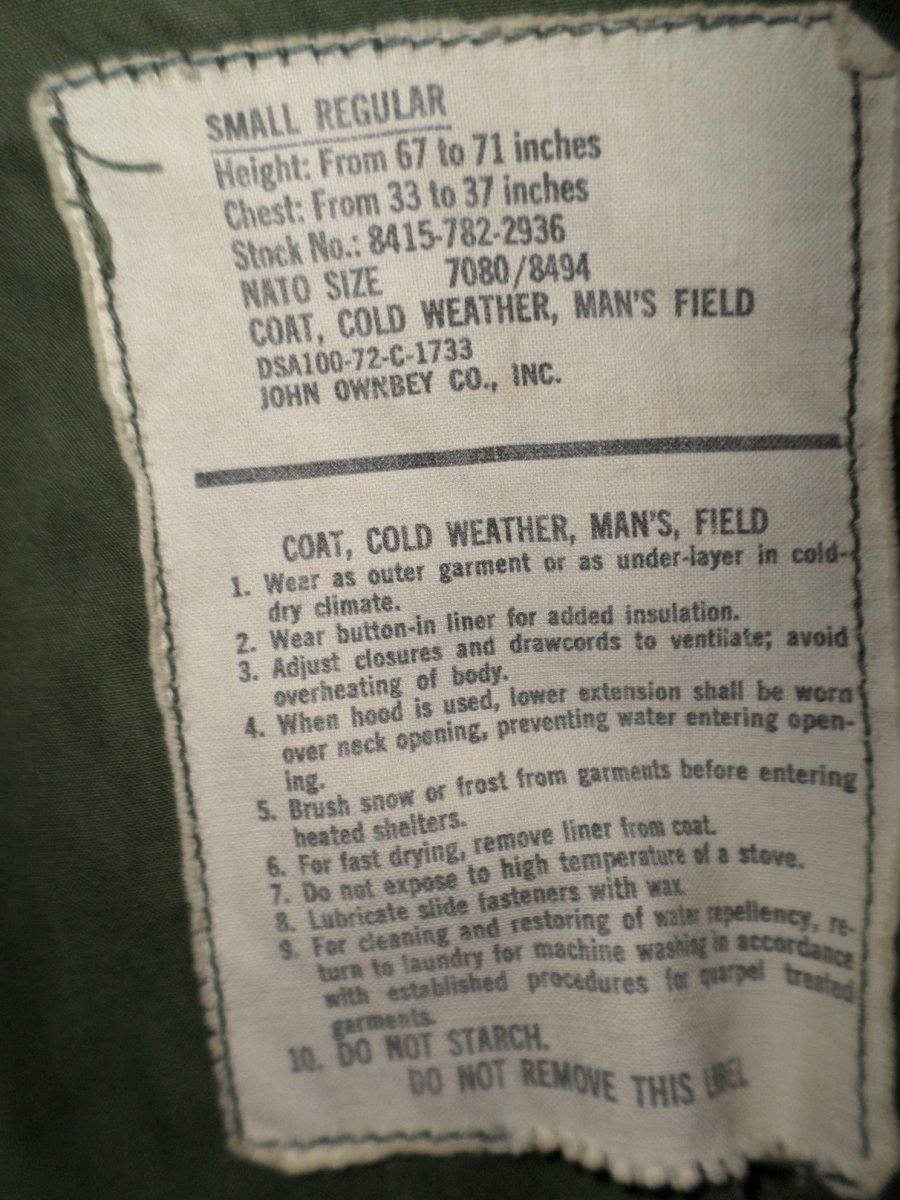 SMALL REGULAR
Height: From 67 to 71 inches
Chest: From 33 to 37 inches
Stock No.: 8415-782-2936
NATO SIZE 7080/8494
COAT, COLD WEATHER, MAN'S FIELD
DSA100-72-C-1733
JOHN OWNBEY CO., INC.
COAT, COLD WEATHER, MAN'S, FIELD
1. Wear as outer garment or as under-layer in cold-
dry climate.
2. Wear button-in liner for added insulation.
3. Adjust closures and drawcords to ventilate; avoid
overheating of body.
4. When hood is used, lower extension shall be worn
over neck opening, preventing water entering open-
ing.
5. Brush snow or frost from garments before entering
heated shelters.
6. For fast drying, remove liner from coat.
7. Do not expose to high temperature of a stove.
8. Lubricate slide fasteners with wax.
9. For cleaning and restoring of water repellency, re-
turn to laundry for machine washing in accordance
with established procedures for quarpel treated
garments.
10. DO NOT STARCH.
DO NOT REMOVE THIS LABEL